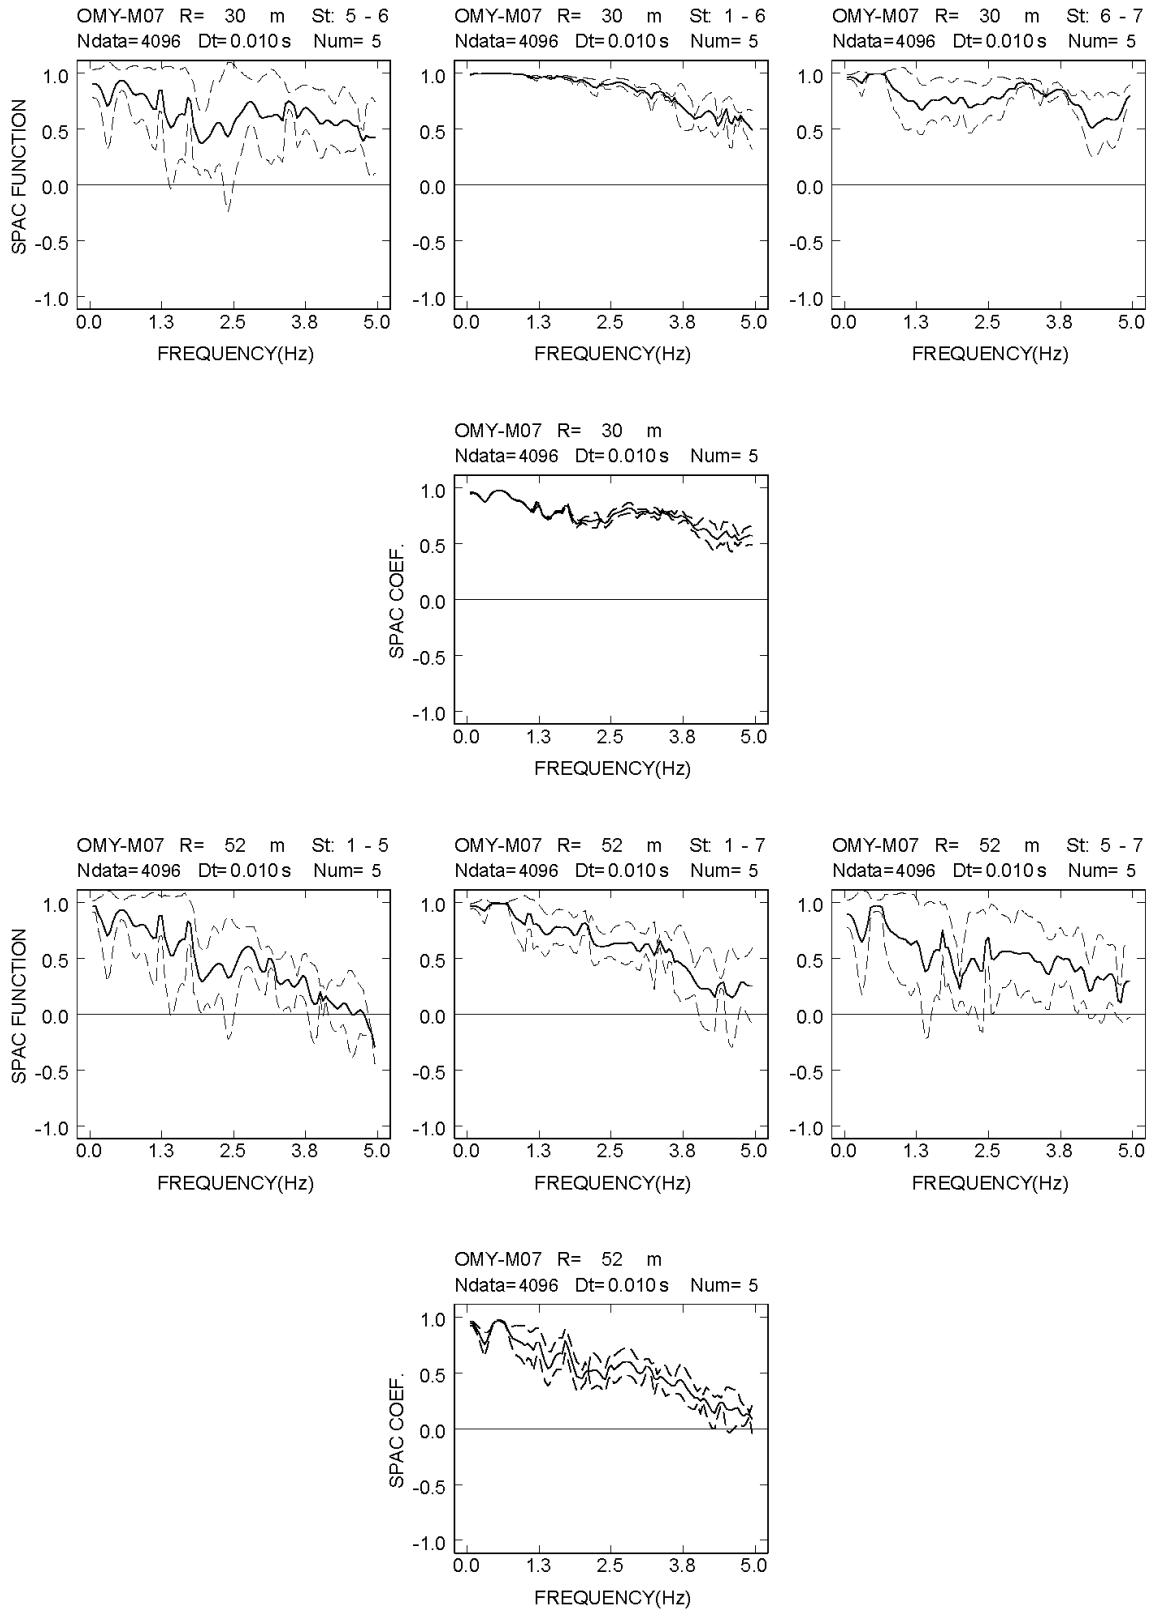 OMY-M07 R= 30 m St: 5 - 6
Ndata=4096 Dt=0.010 s Num= 5
SPAC FUNCTION
1.0
0.5
0.0
-0.5
-1.0
0.0 1.3 2.5 3.8 5.0
FREQUENCY(Hz)
OMY-M07 R= 30 m St: 1 - 6
Ndata=4096 Dt=0.010 s Num= 5
1.0
0.5
0.0
-0.5
-1.0
0.0 1.3 2.5 3.8 5.0
FREQUENCY(Hz)
OMY-M07 R= 30 m St: 6 - 7
Ndata=4096 Dt=0.010 s Num= 5
1.0
0.5
0.0
-0.5
-1.0
0.0 1.3 2.5 3.8 5.0
FREQUENCY(Hz)
OMY-M07 R= 30 m
Ndata=4096 Dt=0.010 s Num= 5
SPAC COEF.
1.0
0.5
0.0
-0.5
-1.0
0.0 1.3 2.5 3.8 5.0
FREQUENCY(Hz)
OMY-M07 R= 52 m St: 1 - 5
Ndata=4096 Dt=0.010 s Num= 5
SPAC FUNCTION
1.0
0.5
0.0
-0.5
-1.0
0.0 1.3 2.5 3.8 5.0
FREQUENCY(Hz)
OMY-M07 R= 52 m St: 1 - 7
Ndata=4096 Dt=0.010 s Num= 5
1.0
0.5
0.0
-0.5
-1.0
0.0 1.3 2.5 3.8 5.0
FREQUENCY(Hz)
OMY-M07 R= 52 m St: 5 - 7
Ndata=4096 Dt=0.010 s Num= 5
1.0
0.5
0.0
-0.5
-1.0
0.0 1.3 2.5 3.8 5.0
FREQUENCY(Hz)
OMY-M07 R= 52 m
Ndata=4096 Dt=0.010 s Num= 5
SPAC COEF.
1.0
0.5
0.0
-0.5
-1.0
0.0 1.3 2.5 3.8 5.0
FREQUENCY(Hz)